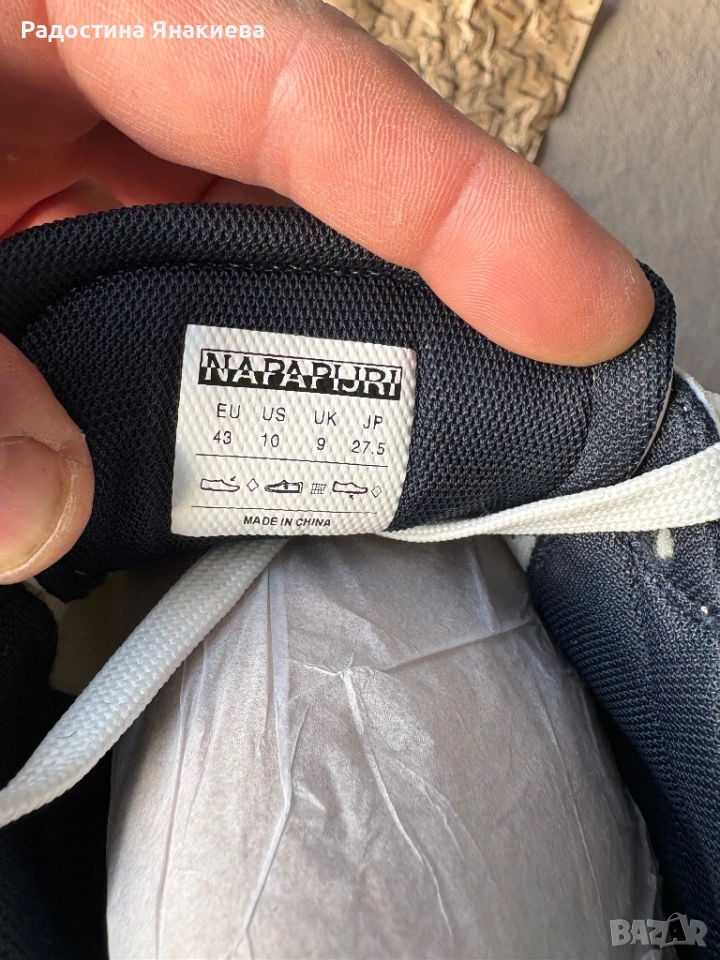 Радостина Янакиева
NAPAPIJRI
EU US UK JP
43 10 9 27.5
MADE IN CHINA
BAZAR